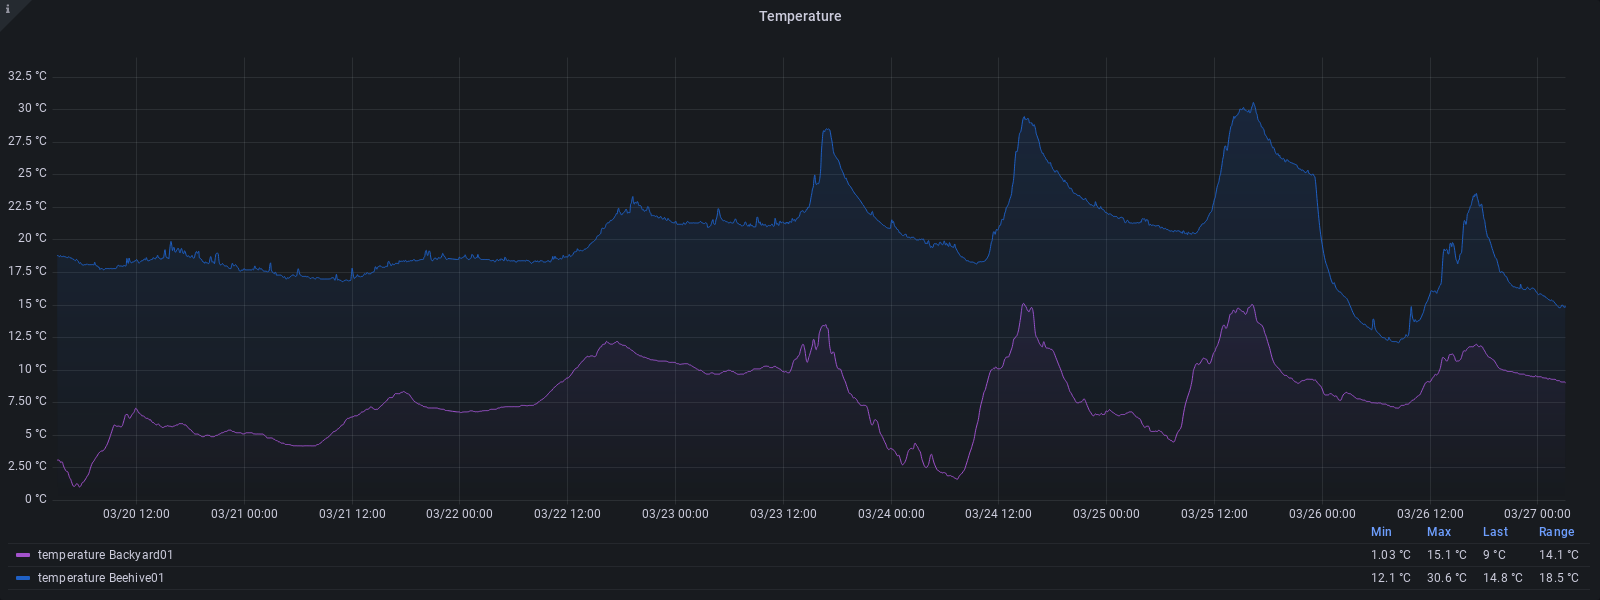 i
Temperature
32.5 °C
30 °C
27.5 °C
25 °C
22.5 °C
20 °C
17.5 °C
15 °C
12.5 °C
10 °C
7.50 °C
5 °C
2.50 °C
0 °C
03/20 12:00 03/21 00:00 03/21 12:00 03/22 00:00 03/22 12:00 03/23 00:00 03/23 12:00 03/24 00:00 03/24 12:00 03/25 00:00 03/25 12:00 03/26 00:00 03/26 12:00 03/27 00:00
Min Max Last Range
temperature Backyard01 1.03 °C 15.1 °C 9 °C 14.1 °C
temperature Beehive01 12.1 °C 30.6 °C 14.8 °C 18.5 °C